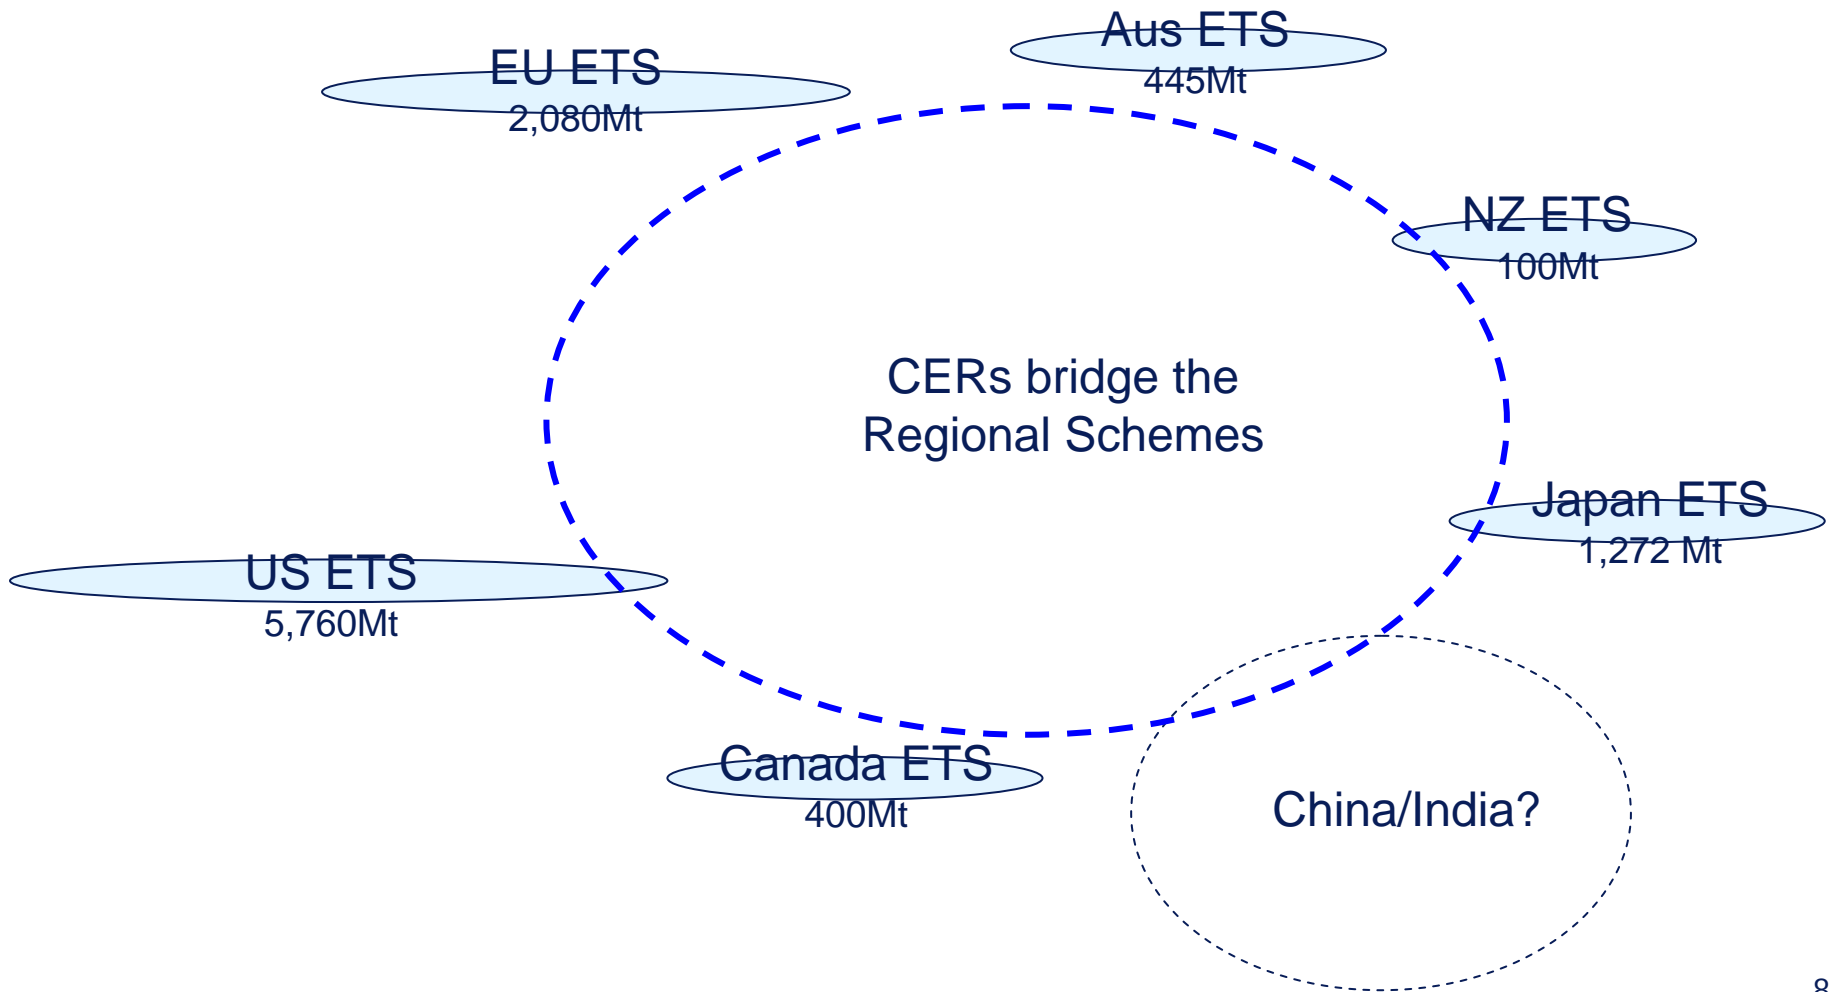 Aus ETS
445Mt
EU ETS
2,080Mt
NZ ETS
100Mt
CERs bridge the
Regional Schemes
Japan ETS
1,272 Mt
US ETS
5,760Mt
Canada ETS
400Mt
China/India?
8